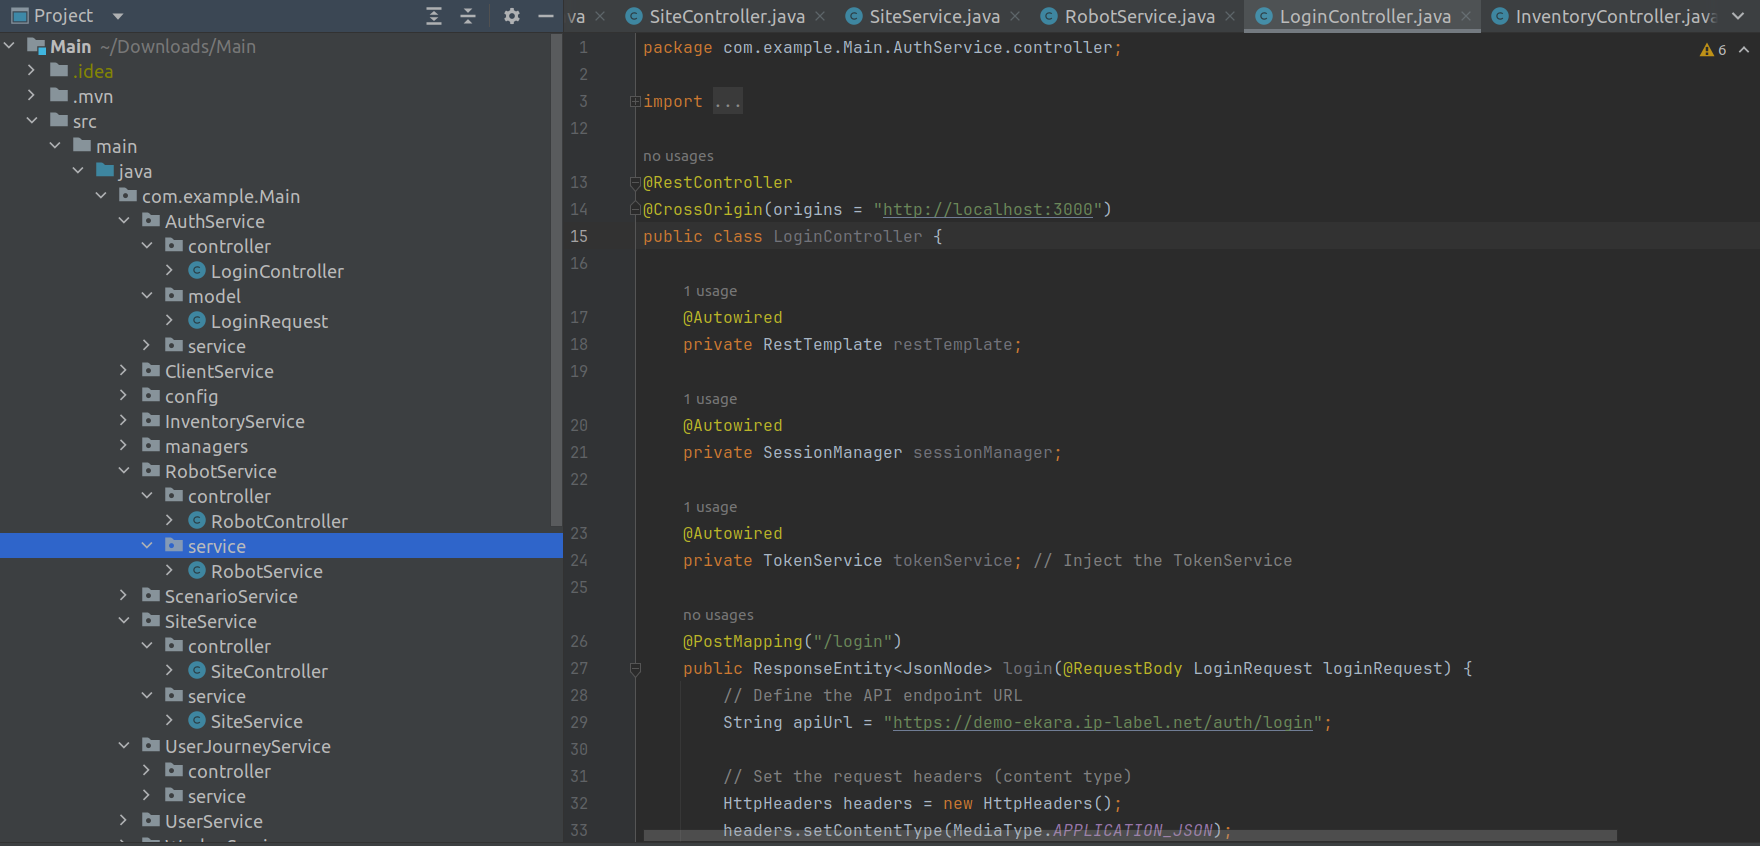 Project
va
SiteController.java
SiteService.java
RobotService.java
LoginController.java
InventoryController.java
Main ~/Downloads/Main
.idea
.mvn
src
main
java
com.example.Main
AuthService
controller
LoginController
model
LoginRequest
service
ClientService
config
InventoryService
managers
RobotService
controller
RobotController
service
RobotService
ScenarioService
SiteService
controller
SiteController
service
SiteService
UserJourneyService
controller
service
UserService
6
1 package com.example.Main.AuthService.controller;
2
3 import ...
12
no usages
13 @RestController
14 @CrossOrigin(origins = "http://localhost:3000")
15 public class LoginController {
16
1 usage
17 @Autowired
18 private RestTemplate restTemplate;
19
1 usage
20 @Autowired
21 private SessionManager sessionManager;
22
1 usage
23 @Autowired
24 private TokenService tokenService; // Inject the TokenService
25
no usages
26 @PostMapping("/login")
27 public ResponseEntity<JsonNode> login(@RequestBody LoginRequest loginRequest) {
28 // Define the API endpoint URL
29 String apiUrl = "https://demo-ekara.ip-label.net/auth/login";
30
31 // Set the request headers (content type)
32 HttpHeaders headers = new HttpHeaders();
33 headers.setContentType(MediaType.APPLICATION_JSON);